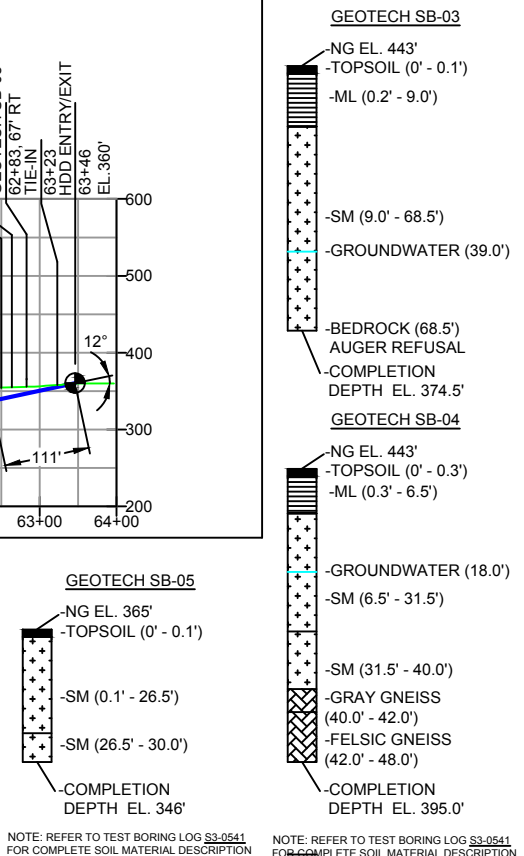 62+83, 67' RT
TIE-IN
63+23
HDD ENTRY/EXIT
63+46
EL.360'
600
500
400
300
200
12°
111'
63+00
64+00
GEOTECH SB-03
-NG EL. 443'
-TOPSOIL (0' - 0.1')
-ML (0.2' - 9.0')
-SM (9.0' - 68.5')
-GROUNDWATER (39.0')
-BEDROCK (68.5')
AUGER REFUSAL
-COMPLETION
DEPTH EL. 374.5'
GEOTECH SB-04
-NG EL. 443'
-TOPSOIL (0' - 0.3')
-ML (0.3' - 6.5')
-GROUNDWATER (18.0')
-SM (6.5' - 31.5')
-SM (31.5' - 40.0')
-GRAY GNEISS
(40.0' - 42.0')
-FELSIC GNEISS
(42.0' - 48.0')
-COMPLETION
DEPTH EL. 395.0'
NOTE: REFER TO TEST BORING LOG S3-0541
FOR COMPLETE SOIL MATERIAL DESCRIPTION
GEOTECH SB-05
-NG EL. 365'
-TOPSOIL (0' - 0.1')
-SM (0.1' - 26.5')
-SM (26.5' - 30.0')
-COMPLETION
DEPTH EL. 346'
NOTE: REFER TO TEST BORING LOG S3-0541
FOR COMPLETE SOIL MATERIAL DESCRIPTION